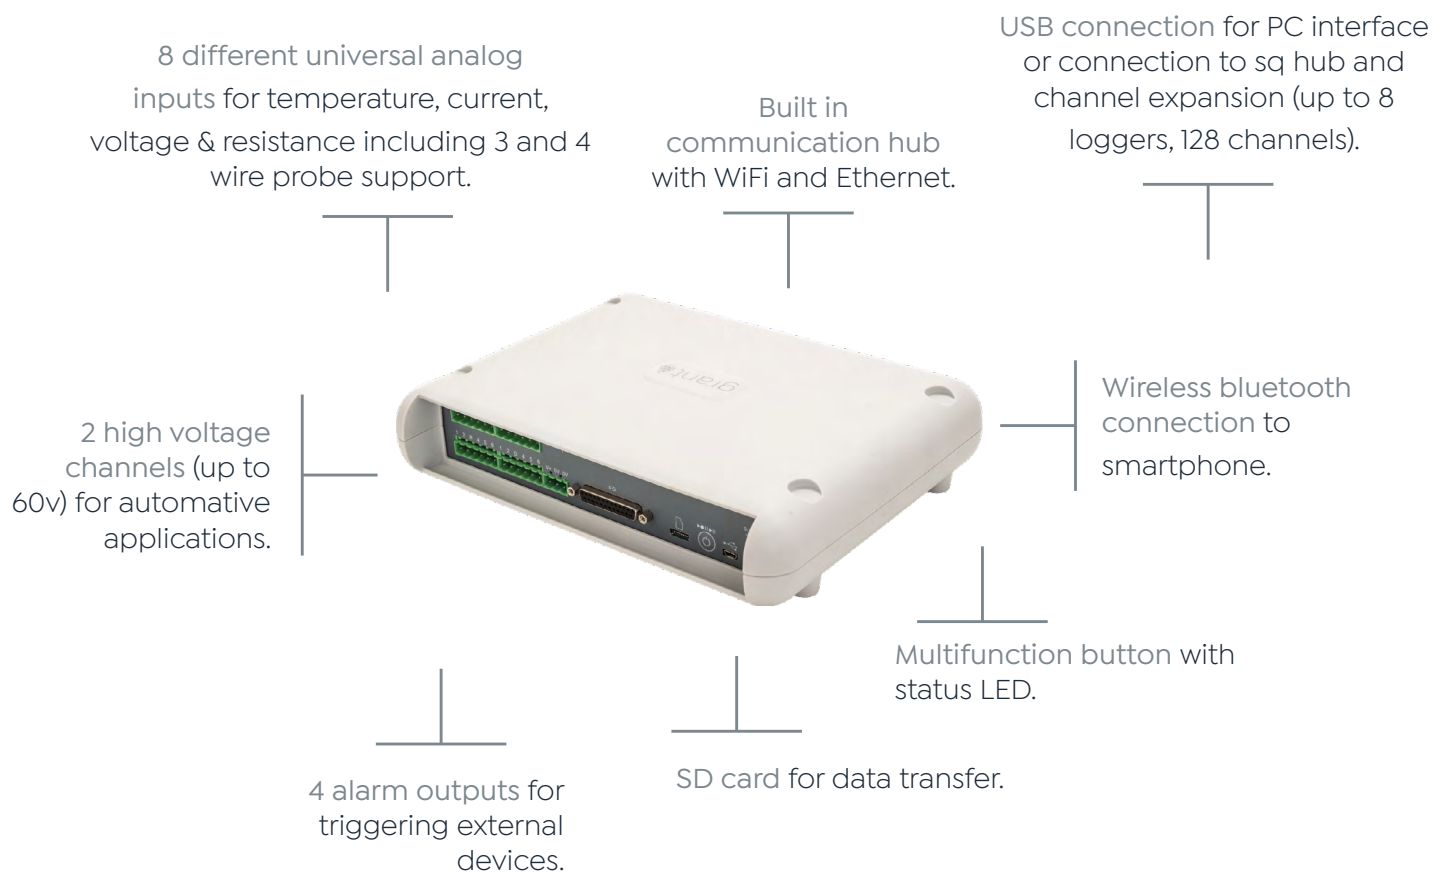 8 different universal analog
inputs for temperature, current,
voltage & resistance including 3 and 4
wire probe support.
Built in
communication hub
with WiFi and Ethernet.
USB connection for PC interface
or connection to sq hub and
channel expansion (up to 8
loggers, 128 channels).
2 high voltage
channels (up to
60v) for automative
applications.
grant
Wireless bluetooth
connection to
smartphone.
Multifunction button with
status LED.
SD card for data transfer.
4 alarm outputs for
triggering external
devices.